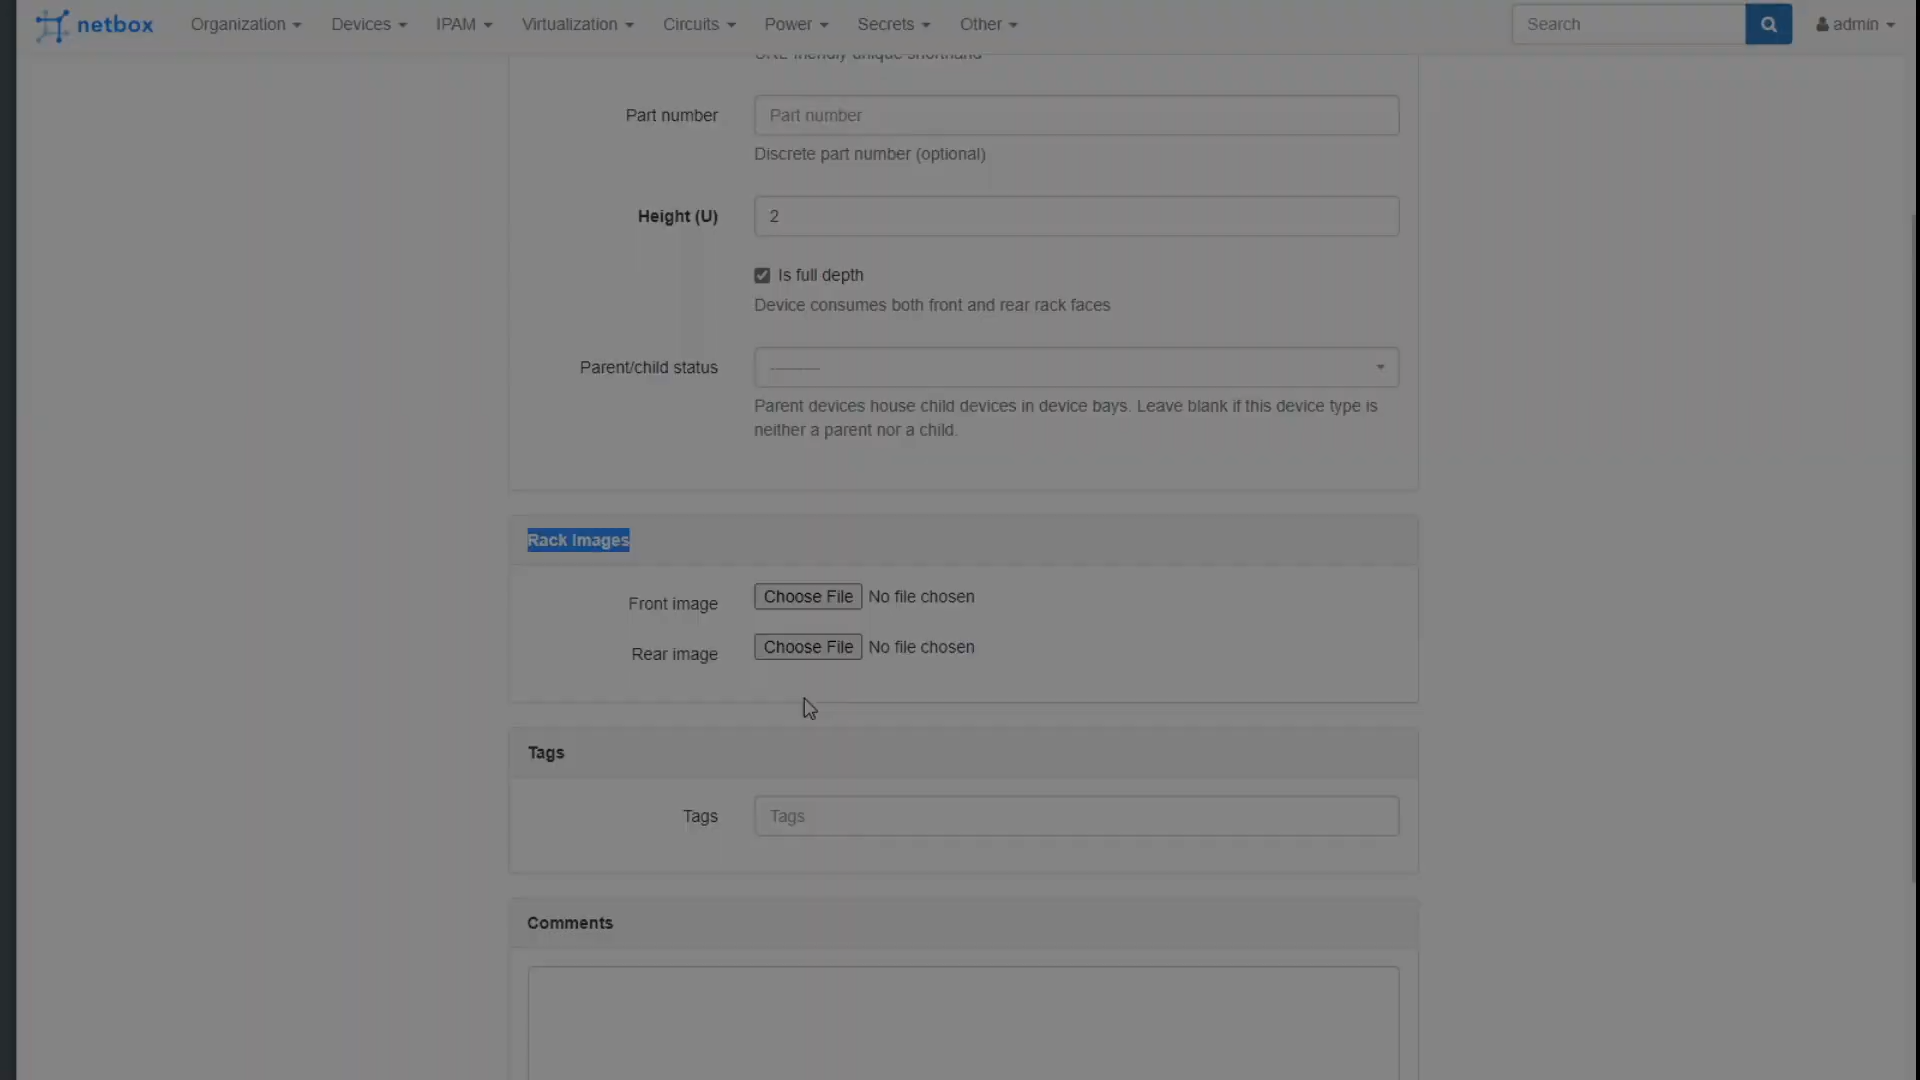 netbox Organization Devices IPAM Virtualization Circuits Power Secrets Other Search admin
URL-friendly unique shorthand
Part number Part number
Discrete part number (optional)
Height (U) 2
Is full depth
Device consumes both front and rear rack faces
Parent/child status ---------
Parent devices house child devices in device bays. Leave blank if this device type is
neither a parent nor a child.
Rack Images
Front image Choose File No file chosen
Rear image Choose File No file chosen
Tags
Tags Tags
Comments